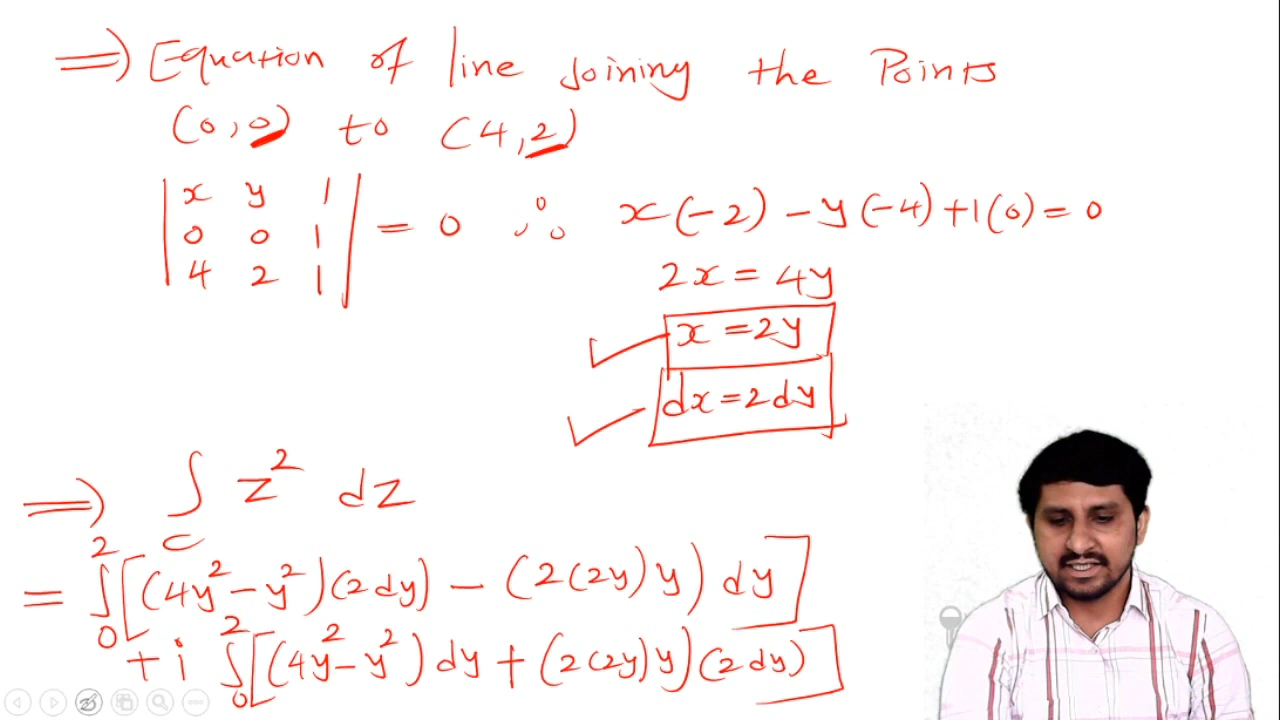 ⇒) Equation of line joining the Points
(0,0) to (4,2)
| x y 1 |
| 0 0 1 | = 0 ∴ x(-2) - y(-4) + 1(0) = 0
| 4 2 1 |
2x = 4y
x = 2y
dx = 2dy
⇒) ∫_C z² dz
= ∫₀² [(4y² - y²)(2dy) - (2(2y)y) dy]
+ i ∫₀² [(4y² - y²) dy + (2(2y)y)(2dy)]